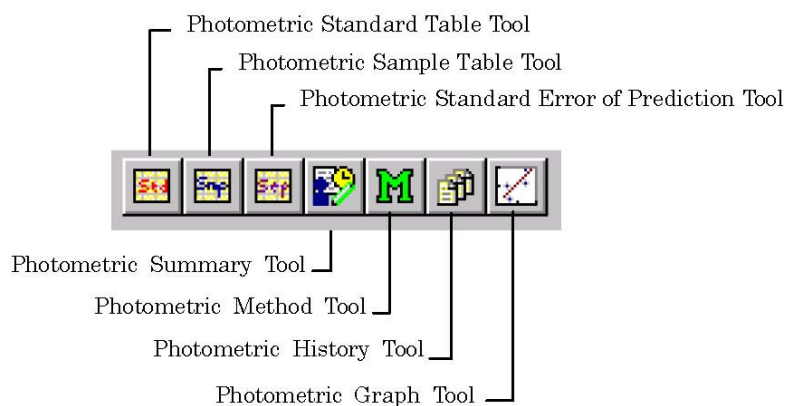 Photometric Standard Table Tool
Photometric Sample Table Tool
Photometric Standard Error of Prediction Tool
Std Smp Sep M
Photometric Summary Tool
Photometric Method Tool
Photometric History Tool
Photometric Graph Tool